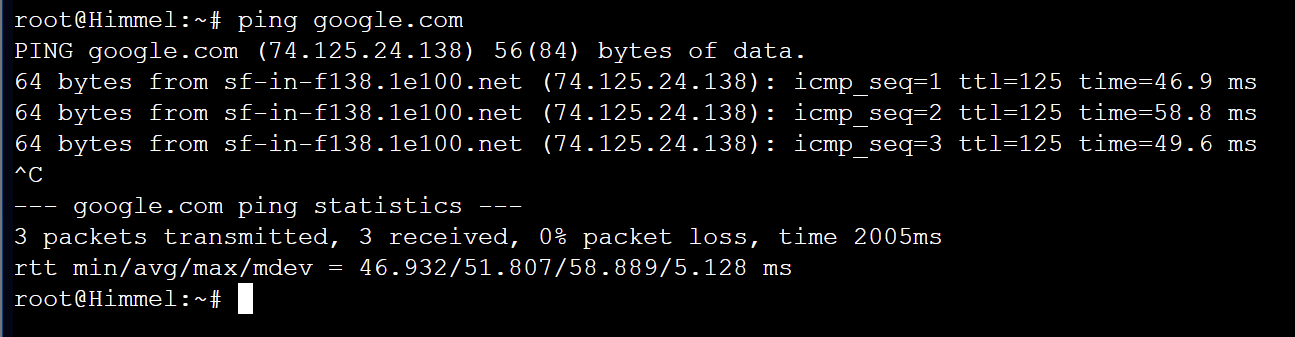 root@Himmel:~# ping google.com
PING google.com (74.125.24.138) 56(84) bytes of data.
64 bytes from sf-in-f138.1e100.net (74.125.24.138): icmp_seq=1 ttl=125 time=46.9 ms
64 bytes from sf-in-f138.1e100.net (74.125.24.138): icmp_seq=2 ttl=125 time=58.8 ms
64 bytes from sf-in-f138.1e100.net (74.125.24.138): icmp_seq=3 ttl=125 time=49.6 ms
^C
--- google.com ping statistics ---
3 packets transmitted, 3 received, 0% packet loss, time 2005ms
rtt min/avg/max/mdev = 46.932/51.807/58.889/5.128 ms
root@Himmel:~#